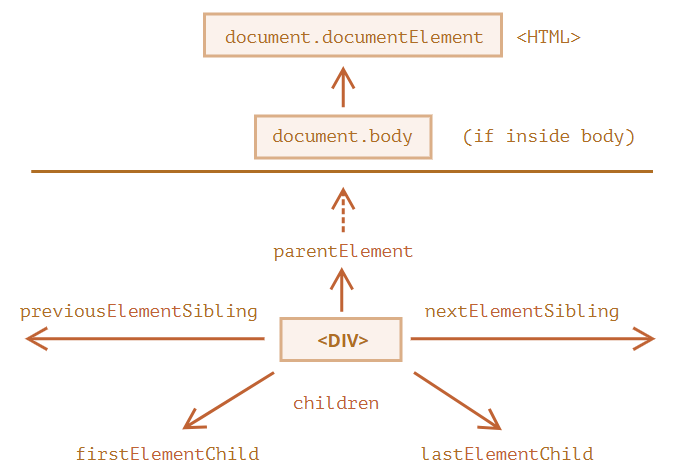 document.documentElement <HTML>
document.body (if inside body)
parentElement
previousElementSibling nextElementSibling
<DIV>
children
firstElementChild lastElementChild